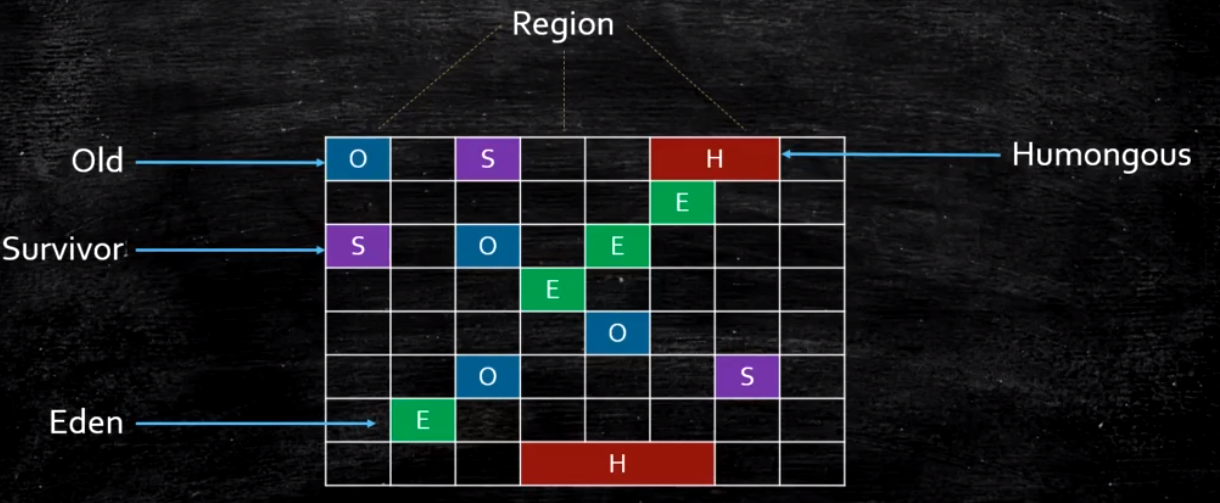 Region
Old O S H Humongous
E
Survivor S O E
E
O
O S
Eden E
H